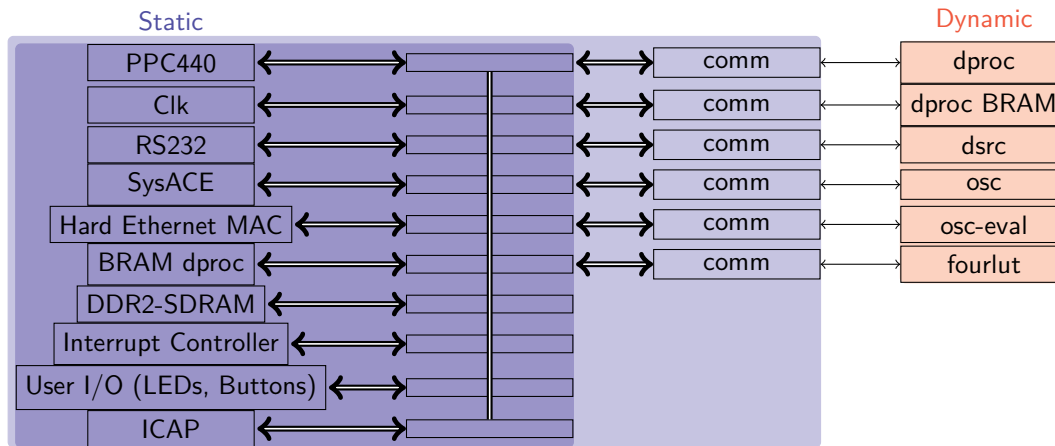 Static
Dynamic
PPC440
comm
dproc
Clk
comm
dproc BRAM
RS232
comm
dsrc
SysACE
comm
osc
Hard Ethernet MAC
comm
osc-eval
BRAM dproc
comm
fourlut
DDR2-SDRAM
Interrupt Controller
User I/O (LEDs, Buttons)
ICAP